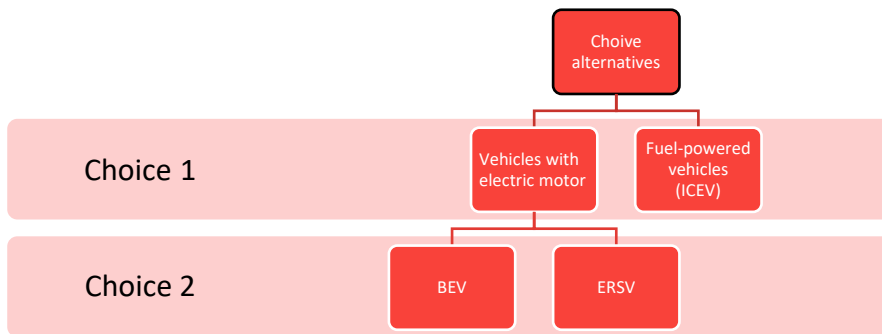 Choive
alternatives
Choice 1
Vehicles with
electric motor
Fuel-powered
vehicles
(ICEV)
Choice 2
BEV
ERSV